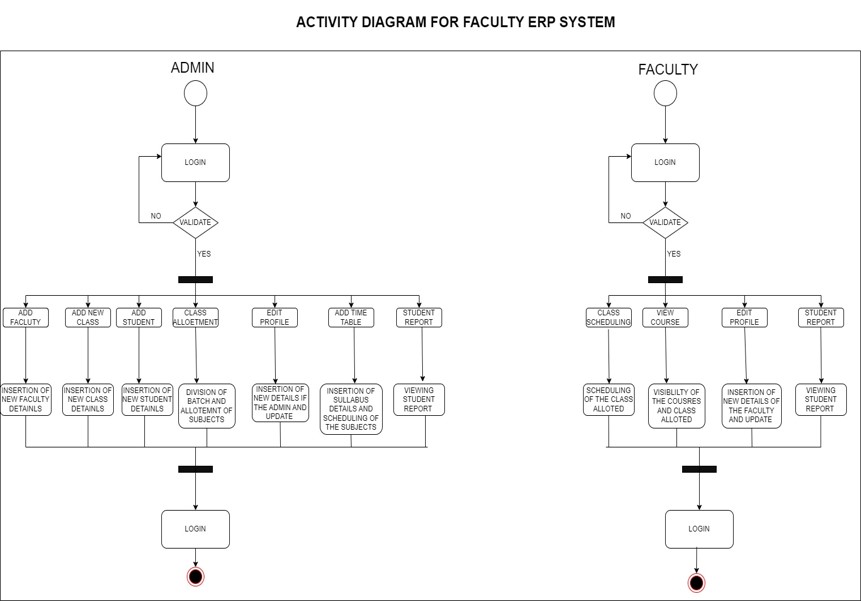 ACTIVITY DIAGRAM FOR FACULTY ERP SYSTEM
ADMIN
LOGIN
VALIDATE
NO
YES
ADD
FACLUTY
ADD NEW
CLASS
ADD
STUDENT
CLASS
ALLOETMENT
EDIT
PROFILE
ADD TIME
TABLE
STUDENT
REPORT
INSERTION OF
NEW FACULTY
DETAINLS
INSERTION OF
NEW CLASS
DETAINLS
INSERTION OF
NEW STUDENT
DETAINLS
DIVISION OF
BATCH AND
ALLOTEMNT OF
SUBJECTS
INSERTION OF
NEW DETAILS IF
THE ADMIN AND
UPDATE
INSERTION OF
SULLABUS
DETAILS AND
SCHEDULING OF
THE SUBJECTS
VIEWING
STUDENT
REPORT
LOGIN
FACULTY
LOGIN
VALIDATE
NO
YES
CLASS
SCHEDULING
VIEW
COURSE
EDIT
PROFILE
STUDENT
REPORT
SCHEDULING
OF THE CLASS
ALLOTED
VISIBLITY OF
THE COUSRES
AND CLASS
ALLOTED
INSERTION OF
NEW DETAILS OF
THE FACULTY
AND UPDATE
VIEWING
STUDENT
REPORT
LOGIN